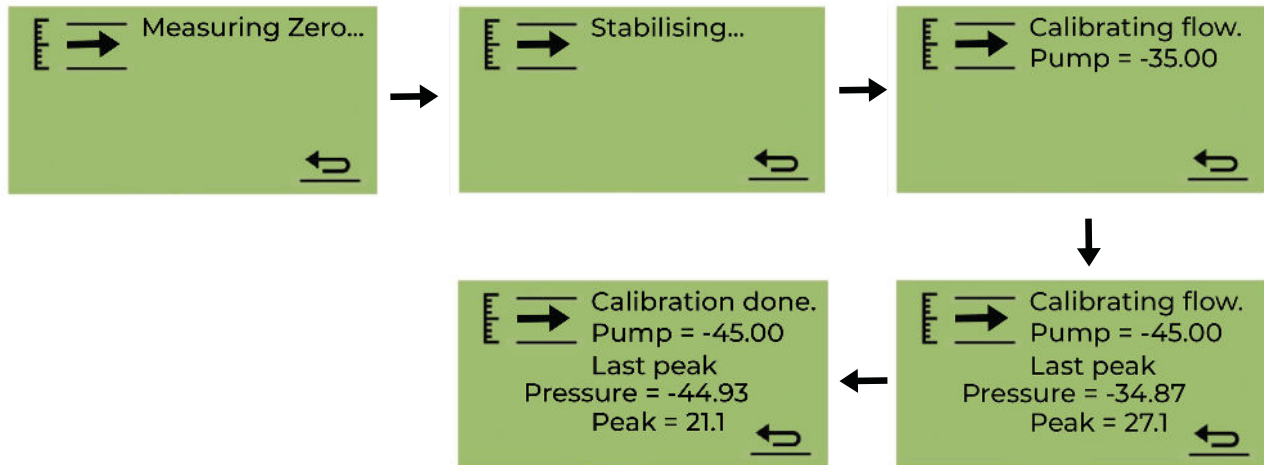 Measuring Zero...
Stabilising...
Calibrating flow.
Pump = -35.00
Calibrating flow.
Pump = -45.00
Last peak
Pressure = -34.87
Peak = 27.1
Calibration done.
Pump = -45.00
Last peak
Pressure = -44.93
Peak = 21.1